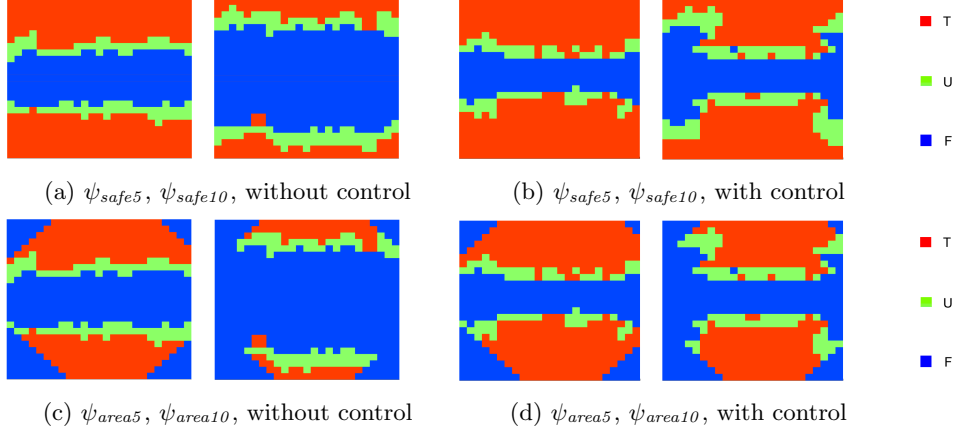 T
U
F
(a) ψsafe5, ψsafe10, without control
(b) ψsafe5, ψsafe10, with control
T
U
F
(c) ψarea5, ψarea10, without control
(d) ψarea5, ψarea10, with control